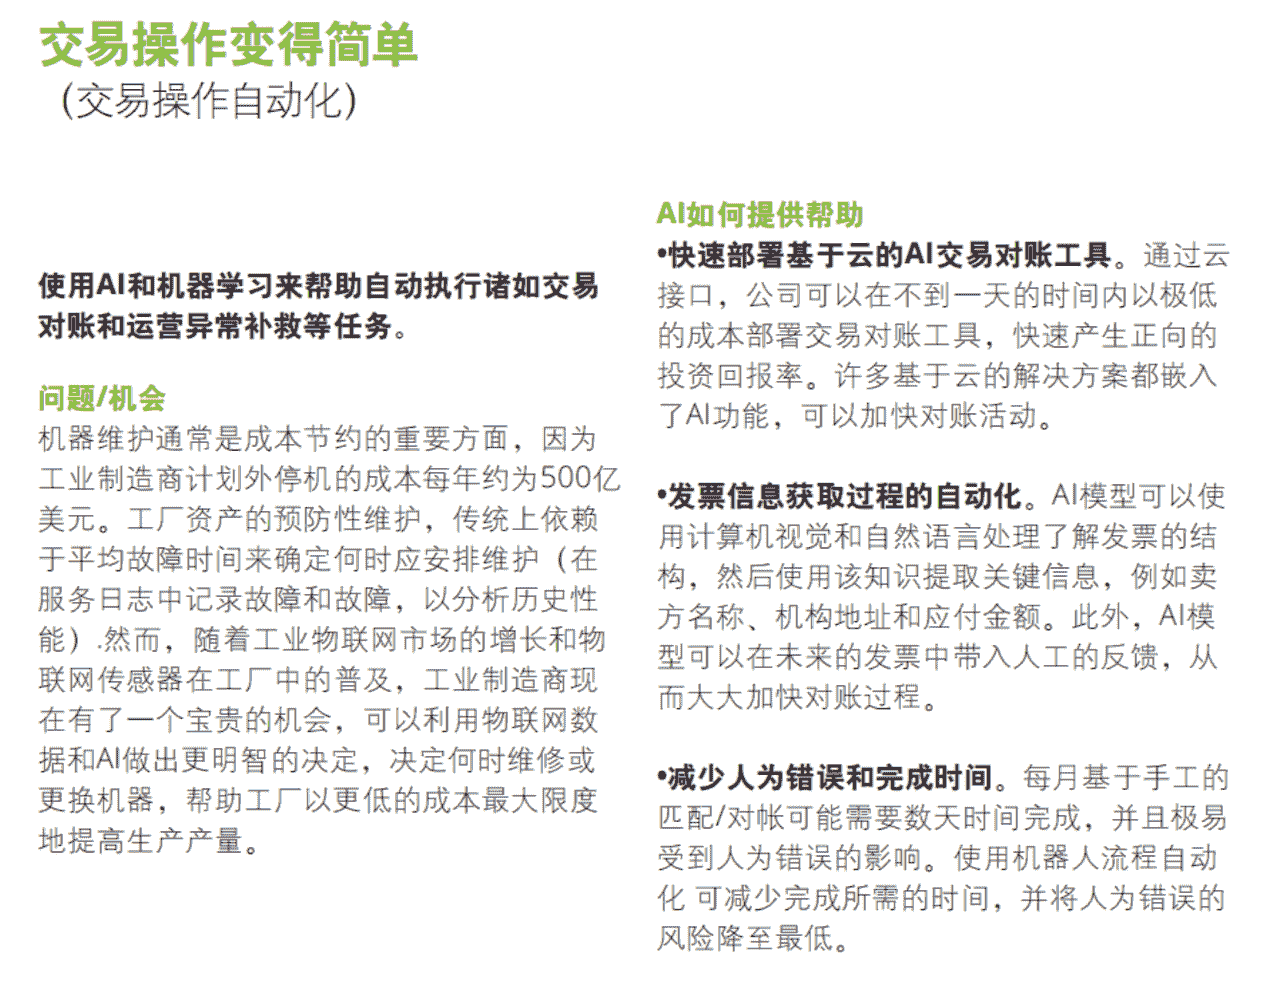 交易操作变得简单
（交易操作自动化）
使用AI和机器学习来帮助自动执行诸如交易
对账和运营异常补救等任务。
问题/机会
机器维护通常是成本节约的重要方面，因为
工业制造商计划外停机的成本每年约为500亿
美元。工厂资产的预防性维护，传统上依赖
于平均故障时间来确定何时应安排维护（在
服务日志中记录故障和故障，以分析历史性
能）.然而，随着工业物联网市场的增长和物
联网传感器在工厂中的普及，工业制造商现
在有了一个宝贵的机会，可以利用物联网数
据和AI做出更明智的决定，决定何时维修或
更换机器，帮助工厂以更低的成本最大限度
地提高生产产量。
AI如何提供帮助
•快速部署基于云的AI交易对账工具。通过云
接口，公司可以在不到一天的时间内以极低
的成本部署交易对账工具，快速产生正向的
投资回报率。许多基于云的解决方案都嵌入
了AI功能，可以加快对账活动。
•发票信息获取过程的自动化。AI模型可以使
用计算机视觉和自然语言处理了解发票的结
构，然后使用该知识提取关键信息，例如卖
方名称、机构地址和应付金额。此外，AI模
型可以在未来的发票中带入人工的反馈，从
而大大加快对账过程。
•减少人为错误和完成时间。每月基于手工的
匹配/对帐可能需要数天时间完成，并且极易
受到人为错误的影响。使用机器人流程自动
化 可减少完成所需的时间，并将人为错误的
风险降至最低。